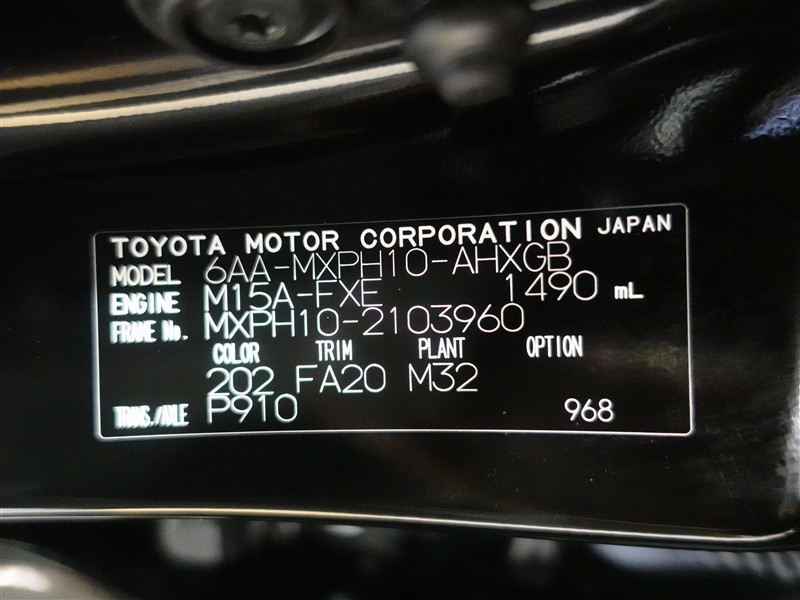 TOYOTA MOTOR CORPORATION JAPAN
MODEL 6AA-MXPH10-AHXGB
ENGINE M15A-FXE 1490 mL
FRAME No. MXPH10-2103960
COLOR TRIM PLANT OPTION
202 FA20 M32
TRANS./AXLE P910 968